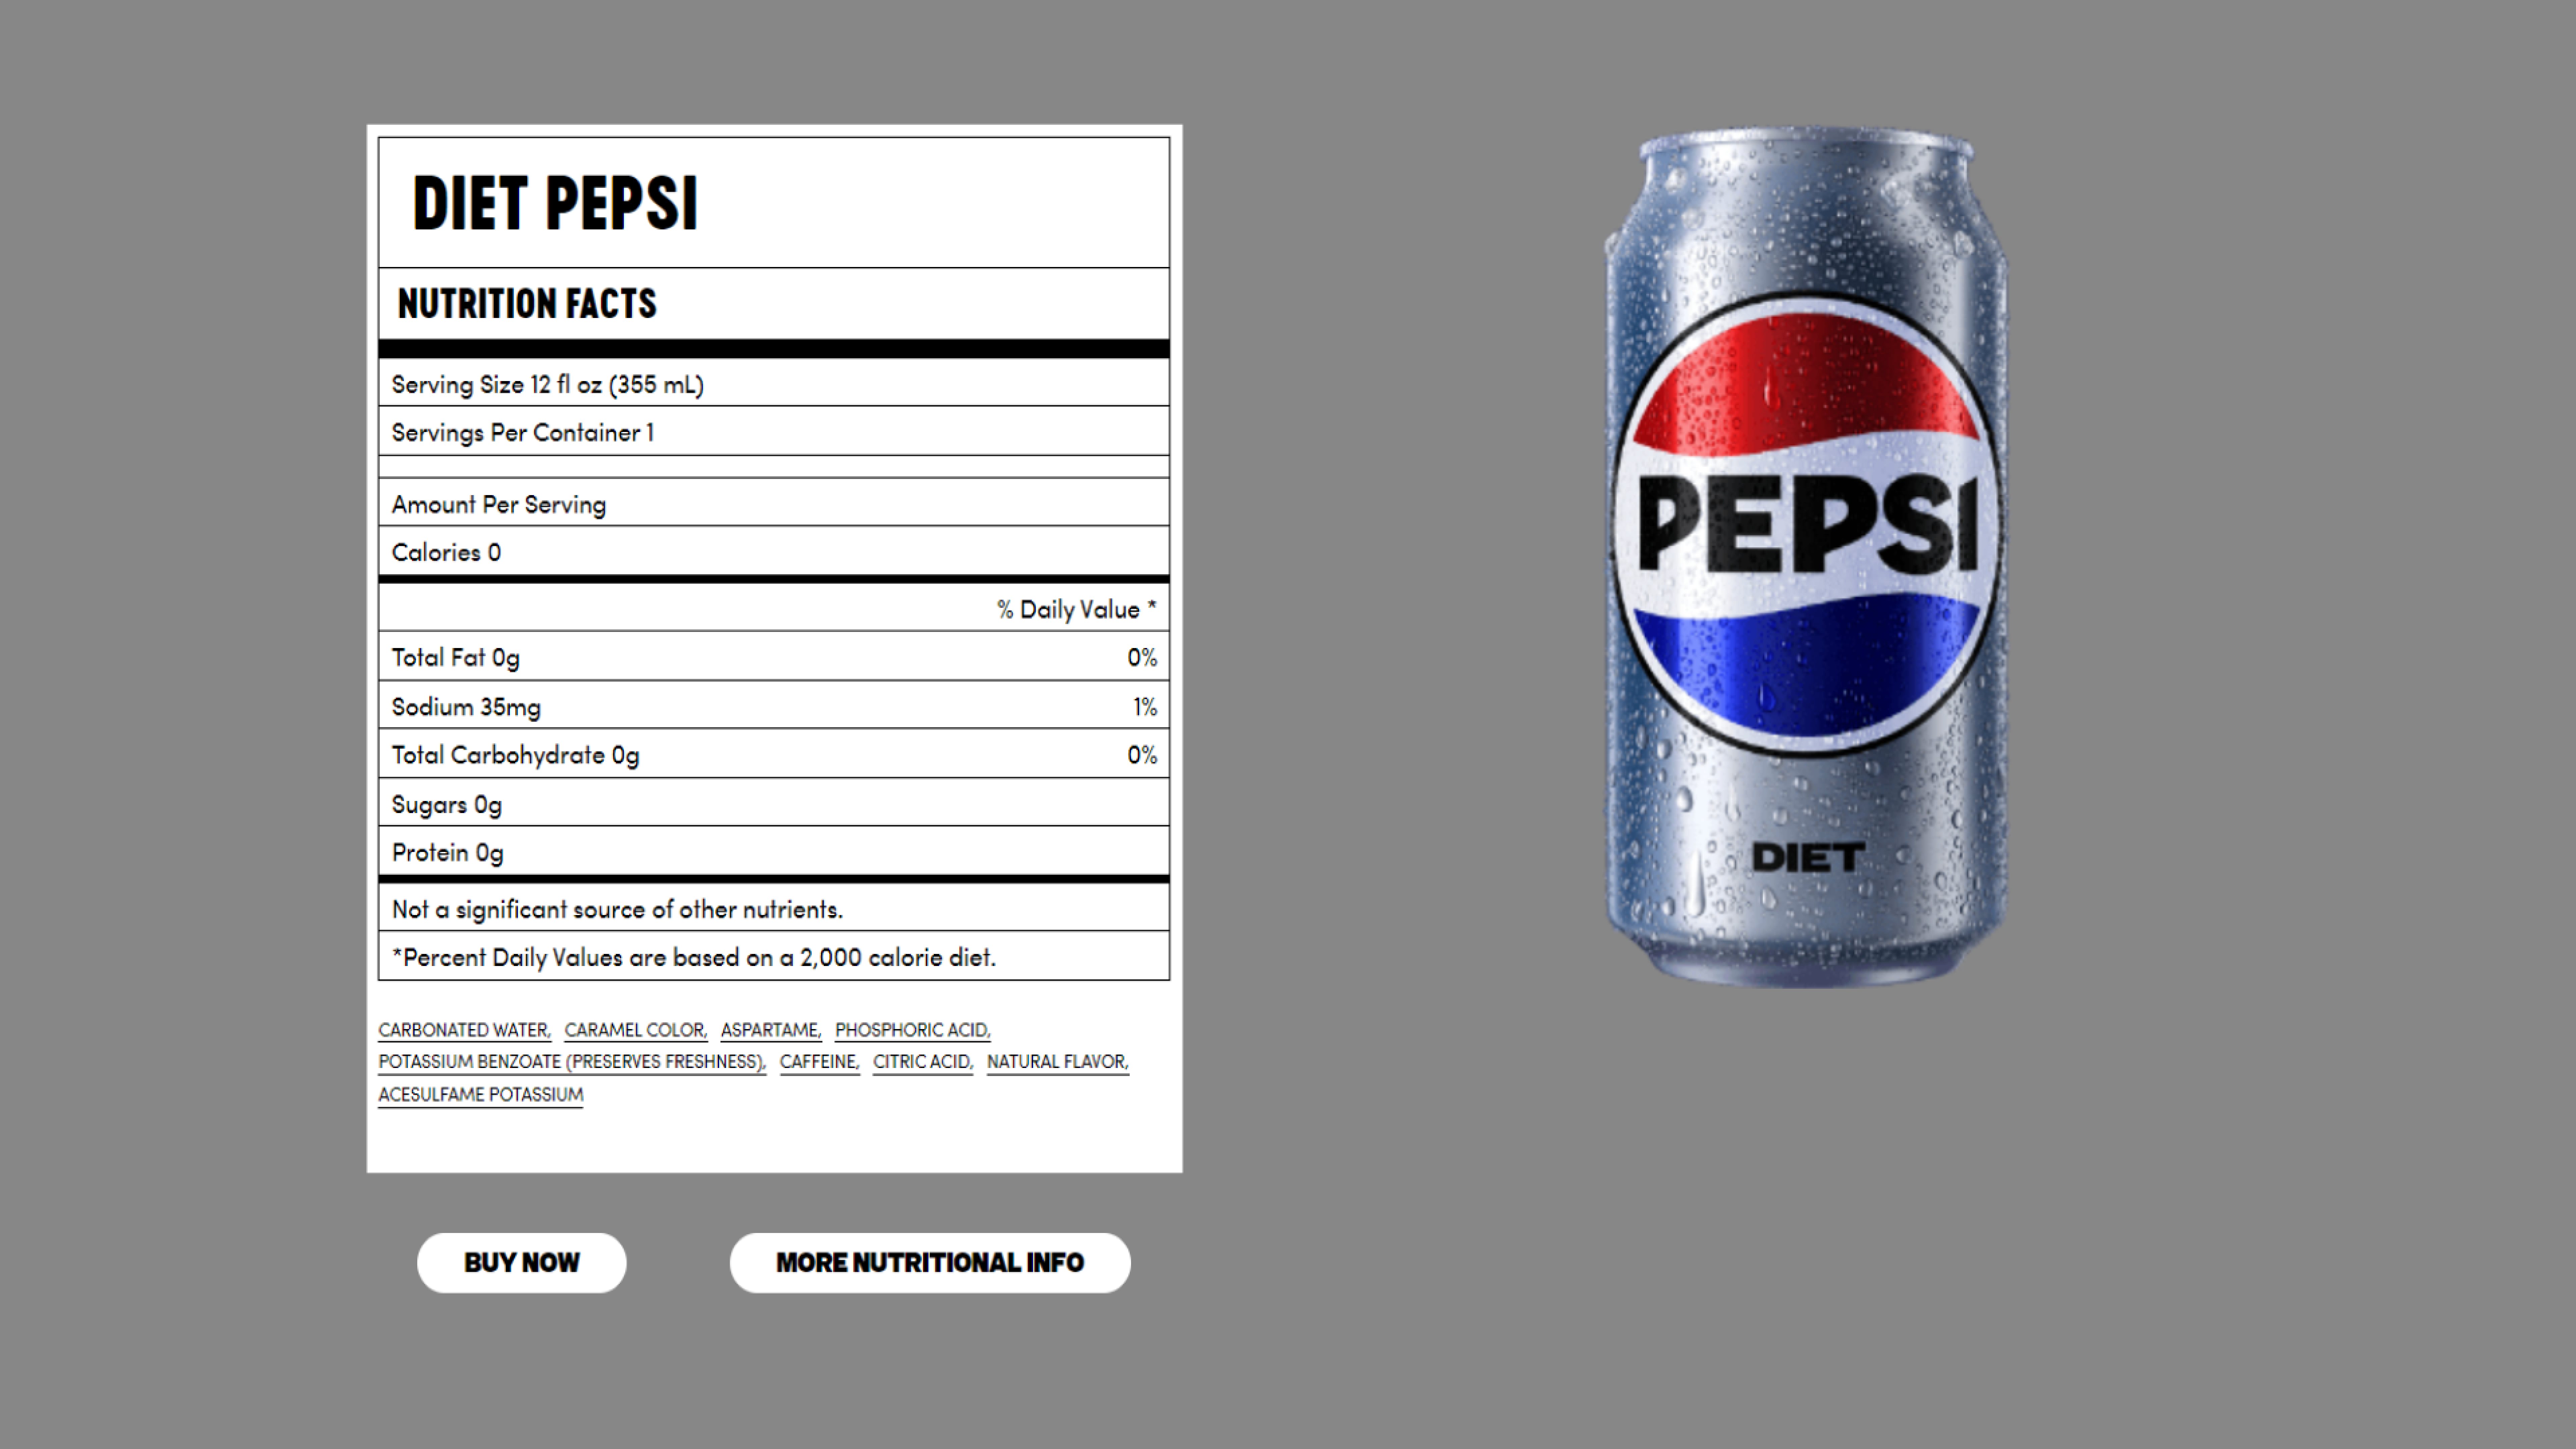 DIET PEPSI
NUTRITION FACTS
Serving Size 12 fl oz (355 mL)
Servings Per Container 1
Amount Per Serving
Calories 0
% Daily Value *
Total Fat 0g 0%
Sodium 35mg 1%
Total Carbohydrate 0g 0%
Sugars 0g
Protein 0g
Not a significant source of other nutrients.
*Percent Daily Values are based on a 2,000 calorie diet.
CARBONATED WATER, CARAMEL COLOR, ASPARTAME, PHOSPHORIC ACID,
POTASSIUM BENZOATE (PRESERVES FRESHNESS), CAFFEINE, CITRIC ACID, NATURAL FLAVOR,
ACESULFAME POTASSIUM
BUY NOW MORE NUTRITIONAL INFO
PEPSI
DIET